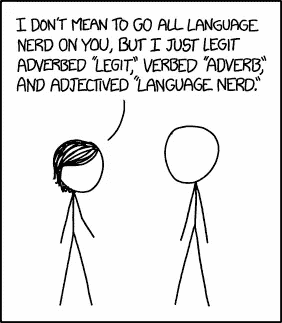 I DON'T MEAN TO GO ALL LANGUAGE
NERD ON YOU, BUT I JUST LEGIT
ADVERBED "LEGIT," VERBED "ADVERB,"
AND ADJECTIVED "LANGUAGE NERD."